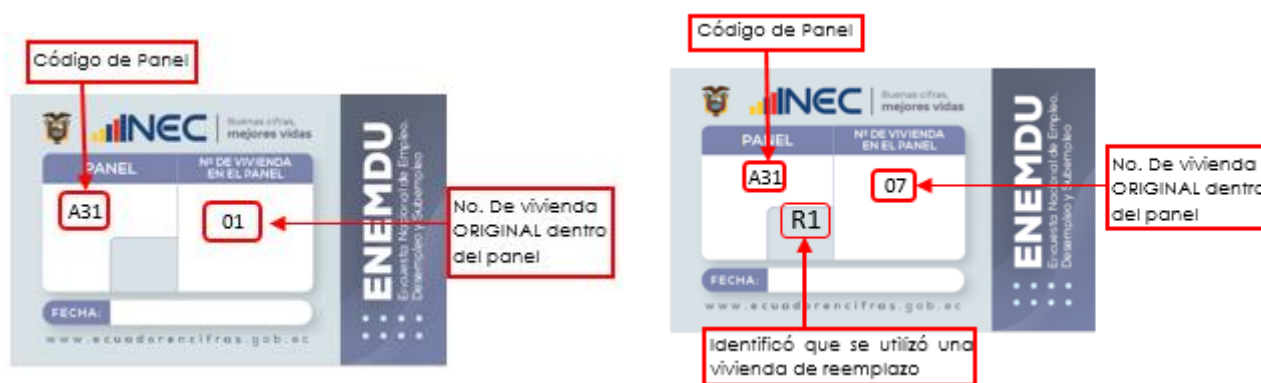 Código de Panel
INEC
Buenas cifras,
mejores vidas
PANEL
Nº DE VIVIENDA
EN EL PANEL
A31
01
No. De vivienda
ORIGINAL dentro
del panel
FECHA:
www.ecuadorencifras.gob.ec
ENEMDU
Encuesta Nacional de Empleo,
Desempleo y Subempleo
Código de Panel
INEC
Buenas cifras,
mejores vidas
PANEL
Nº DE VIVIENDA
EN EL PANEL
A31
07
R1
No. De vivienda
ORIGINAL dentro
del panel
FECHA:
www.ecuadorencifras.gob.ec
ENEMDU
Encuesta Nacional de Empleo,
Desempleo y Subempleo
Identificó que se utilizó una
vivienda de reemplazo